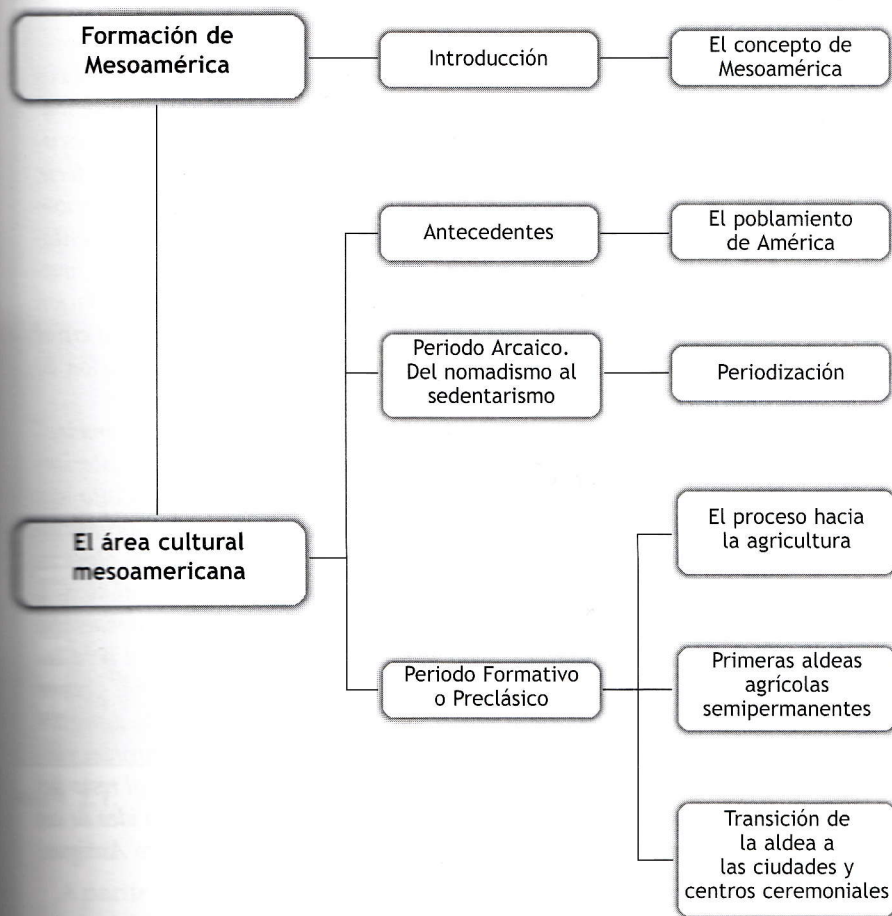 Formación de
Mesoamérica
Introducción
El concepto de
Mesoamérica
Antecedentes
El poblamiento
de América
Periodo Arcaico.
Del nomadismo al
sedentarismo
Periodización
El área cultural
mesoamericana
Periodo Formativo
o Preclásico
El proceso hacia
la agricultura
Primeras aldeas
agrícolas
semipermanentes
Transición de
la aldea a
las ciudades y
centros ceremoniales